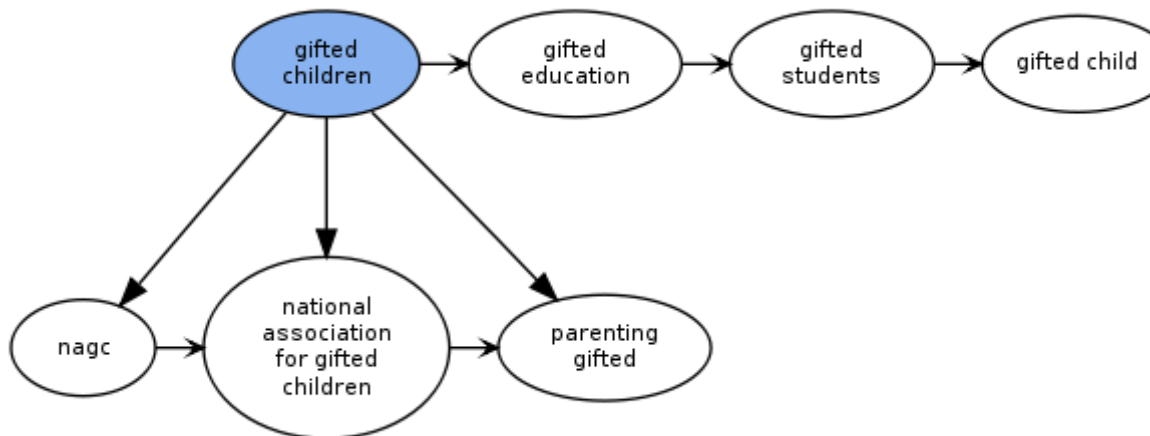 gifted
children
gifted
education
gifted
students
gifted child
nagc
national
association
for gifted
children
parenting
gifted